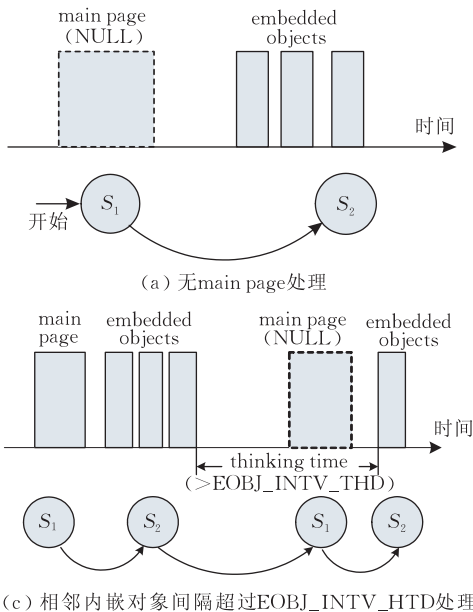 main page
(NULL)
embedded
objects
时间
S1
S2
开始
(a) 无main page处理
main
page
embedded
objects
main page
(NULL)
embedded
objects
时间
thinking time
(>EOBJ_INTV_THD)
S1
S2
S1
S2
(c) 相邻内嵌对象间隔超过EOBJ_INTV_HTD处理